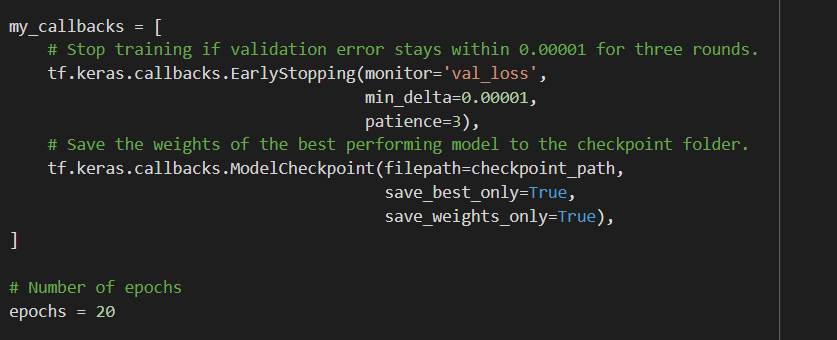 my_callbacks = [
    # Stop training if validation error stays within 0.00001 for three rounds.
    tf.keras.callbacks.EarlyStopping(monitor='val_loss',
                                     min_delta=0.00001,
                                     patience=3),
    # Save the weights of the best performing model to the checkpoint folder.
    tf.keras.callbacks.ModelCheckpoint(filepath=checkpoint_path,
                                       save_best_only=True,
                                       save_weights_only=True),
]
# Number of epochs
epochs = 20